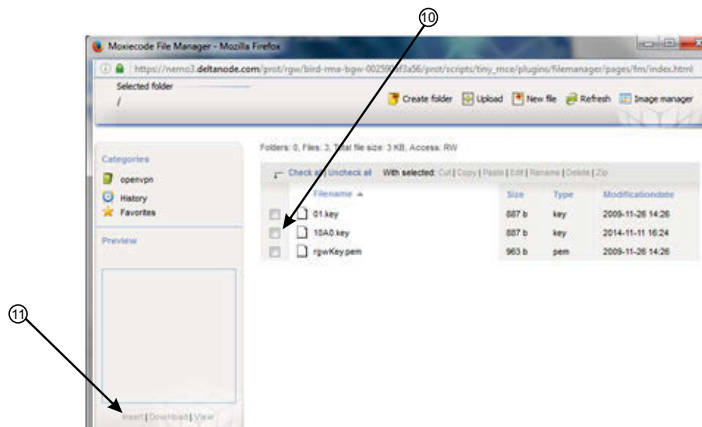 10
Moxiecode File Manager - Mozilla Firefox
https://nemo3.deltanode.com/prot/rgw/bird-rma-bgw- /prot/scripts/tiny_mce/plugins/filemanager/pages/fm/index.html
Selected folder
/
Create folder Upload New file Refresh Image manager
Folders: 0, Files: 3, Total file size: 3 KB, Access: RW
Categories
Check all | Uncheck all With selected: Cut | Copy | Paste | Edit | Rename | Delete | Zip
openvpn
Filename Size Type Modificationdate
History
01.key 887 b key 2009-11-26 14:26
Favorites
10A0.key 887 b key 2014-11-11 16:24
Preview
rgwKey.pem 963 b pem 2009-11-26 14:26
11
Insert | Download | View